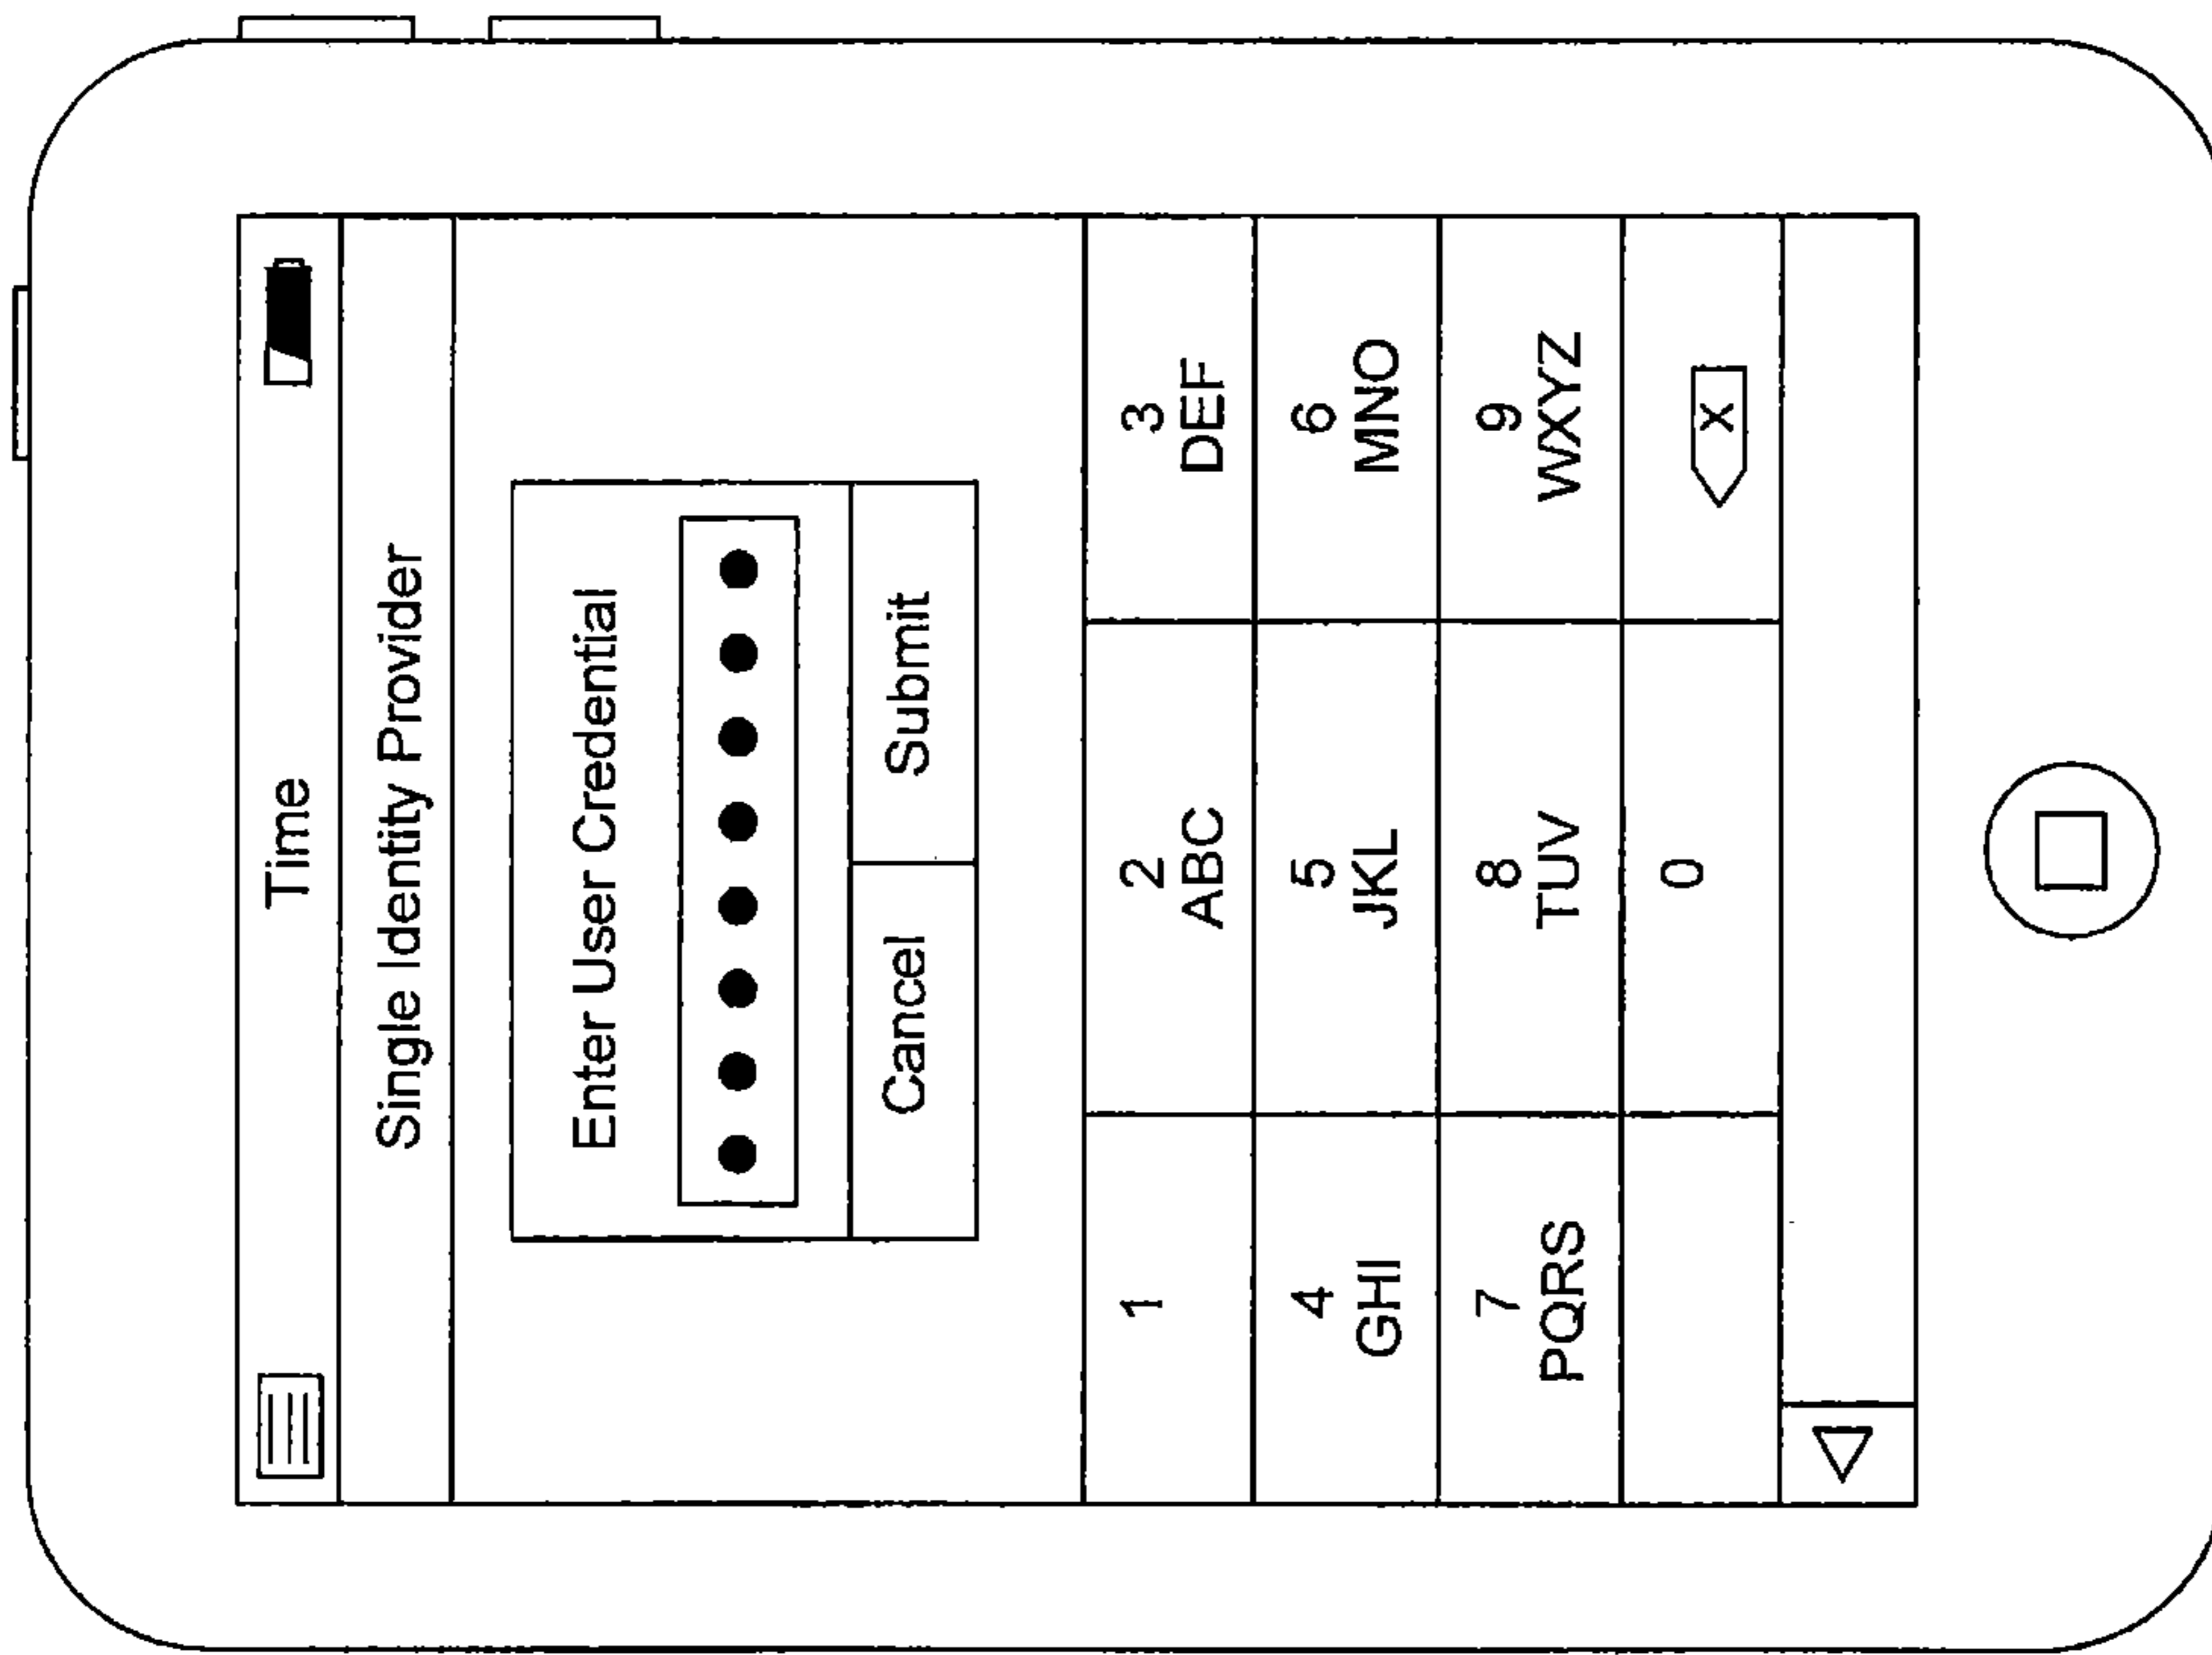 Time
Single Identity Provider
Enter User Credential
Cancel Submit
1 2 3
ABC DEF
4 5 6
GHI JKL MNO
7 8 9
PQRS TUV WXYZ
0 X